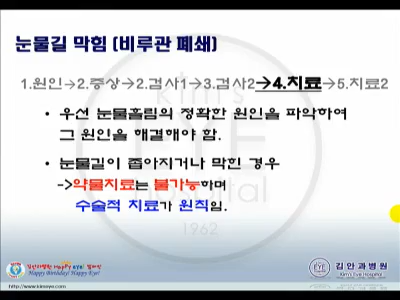 눈물길 막힘 (비루관 폐쇄)
1.원인→2.증상→2.검사1→3.검사2→4.치료→5.치료2
• 우선 눈물흘림의 정확한 원인을 파악하여
그 원인을 해결해야 함.
• 눈물길이 좁아지거나 막힌 경우
->약물치료는 불가능하며
수술적 치료가 원칙임.
kim's
EYE
hospital
1962
Happy Birthday! Happy Eye!
EYE
김안과병원
Kim's Eye Hospital
http://www.kimeye.com